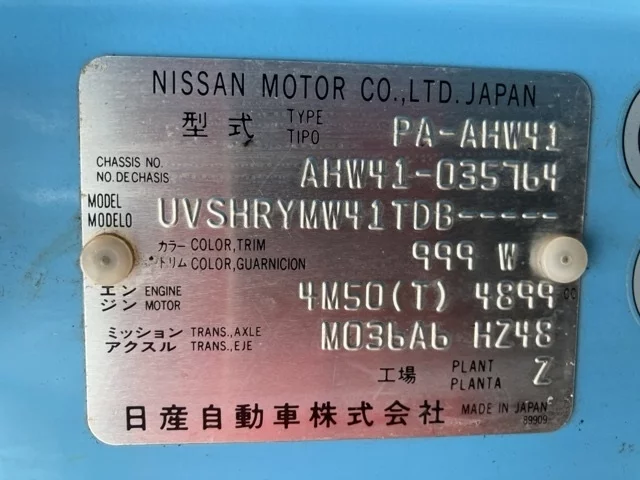 NISSAN MOTOR CO.,LTD. JAPAN
型式 TYPE TIPO PA-AHW41
CHASSIS NO. NO. DE CHASIS AHW41-035764
MODEL MODELO UVSHRYMW41TDB-----
カラー COLOR,TRIM トリム COLOR,GUARNICION 999 W
エンジン ENGINE MOTOR 4M50(T) 4899 CC
ミッション TRANS.,AXLE アクスル TRANS.,EJE M036A6 HZ48
工場 PLANT PLANTA Z
日産自動車株式会社 MADE IN JAPAN
89909